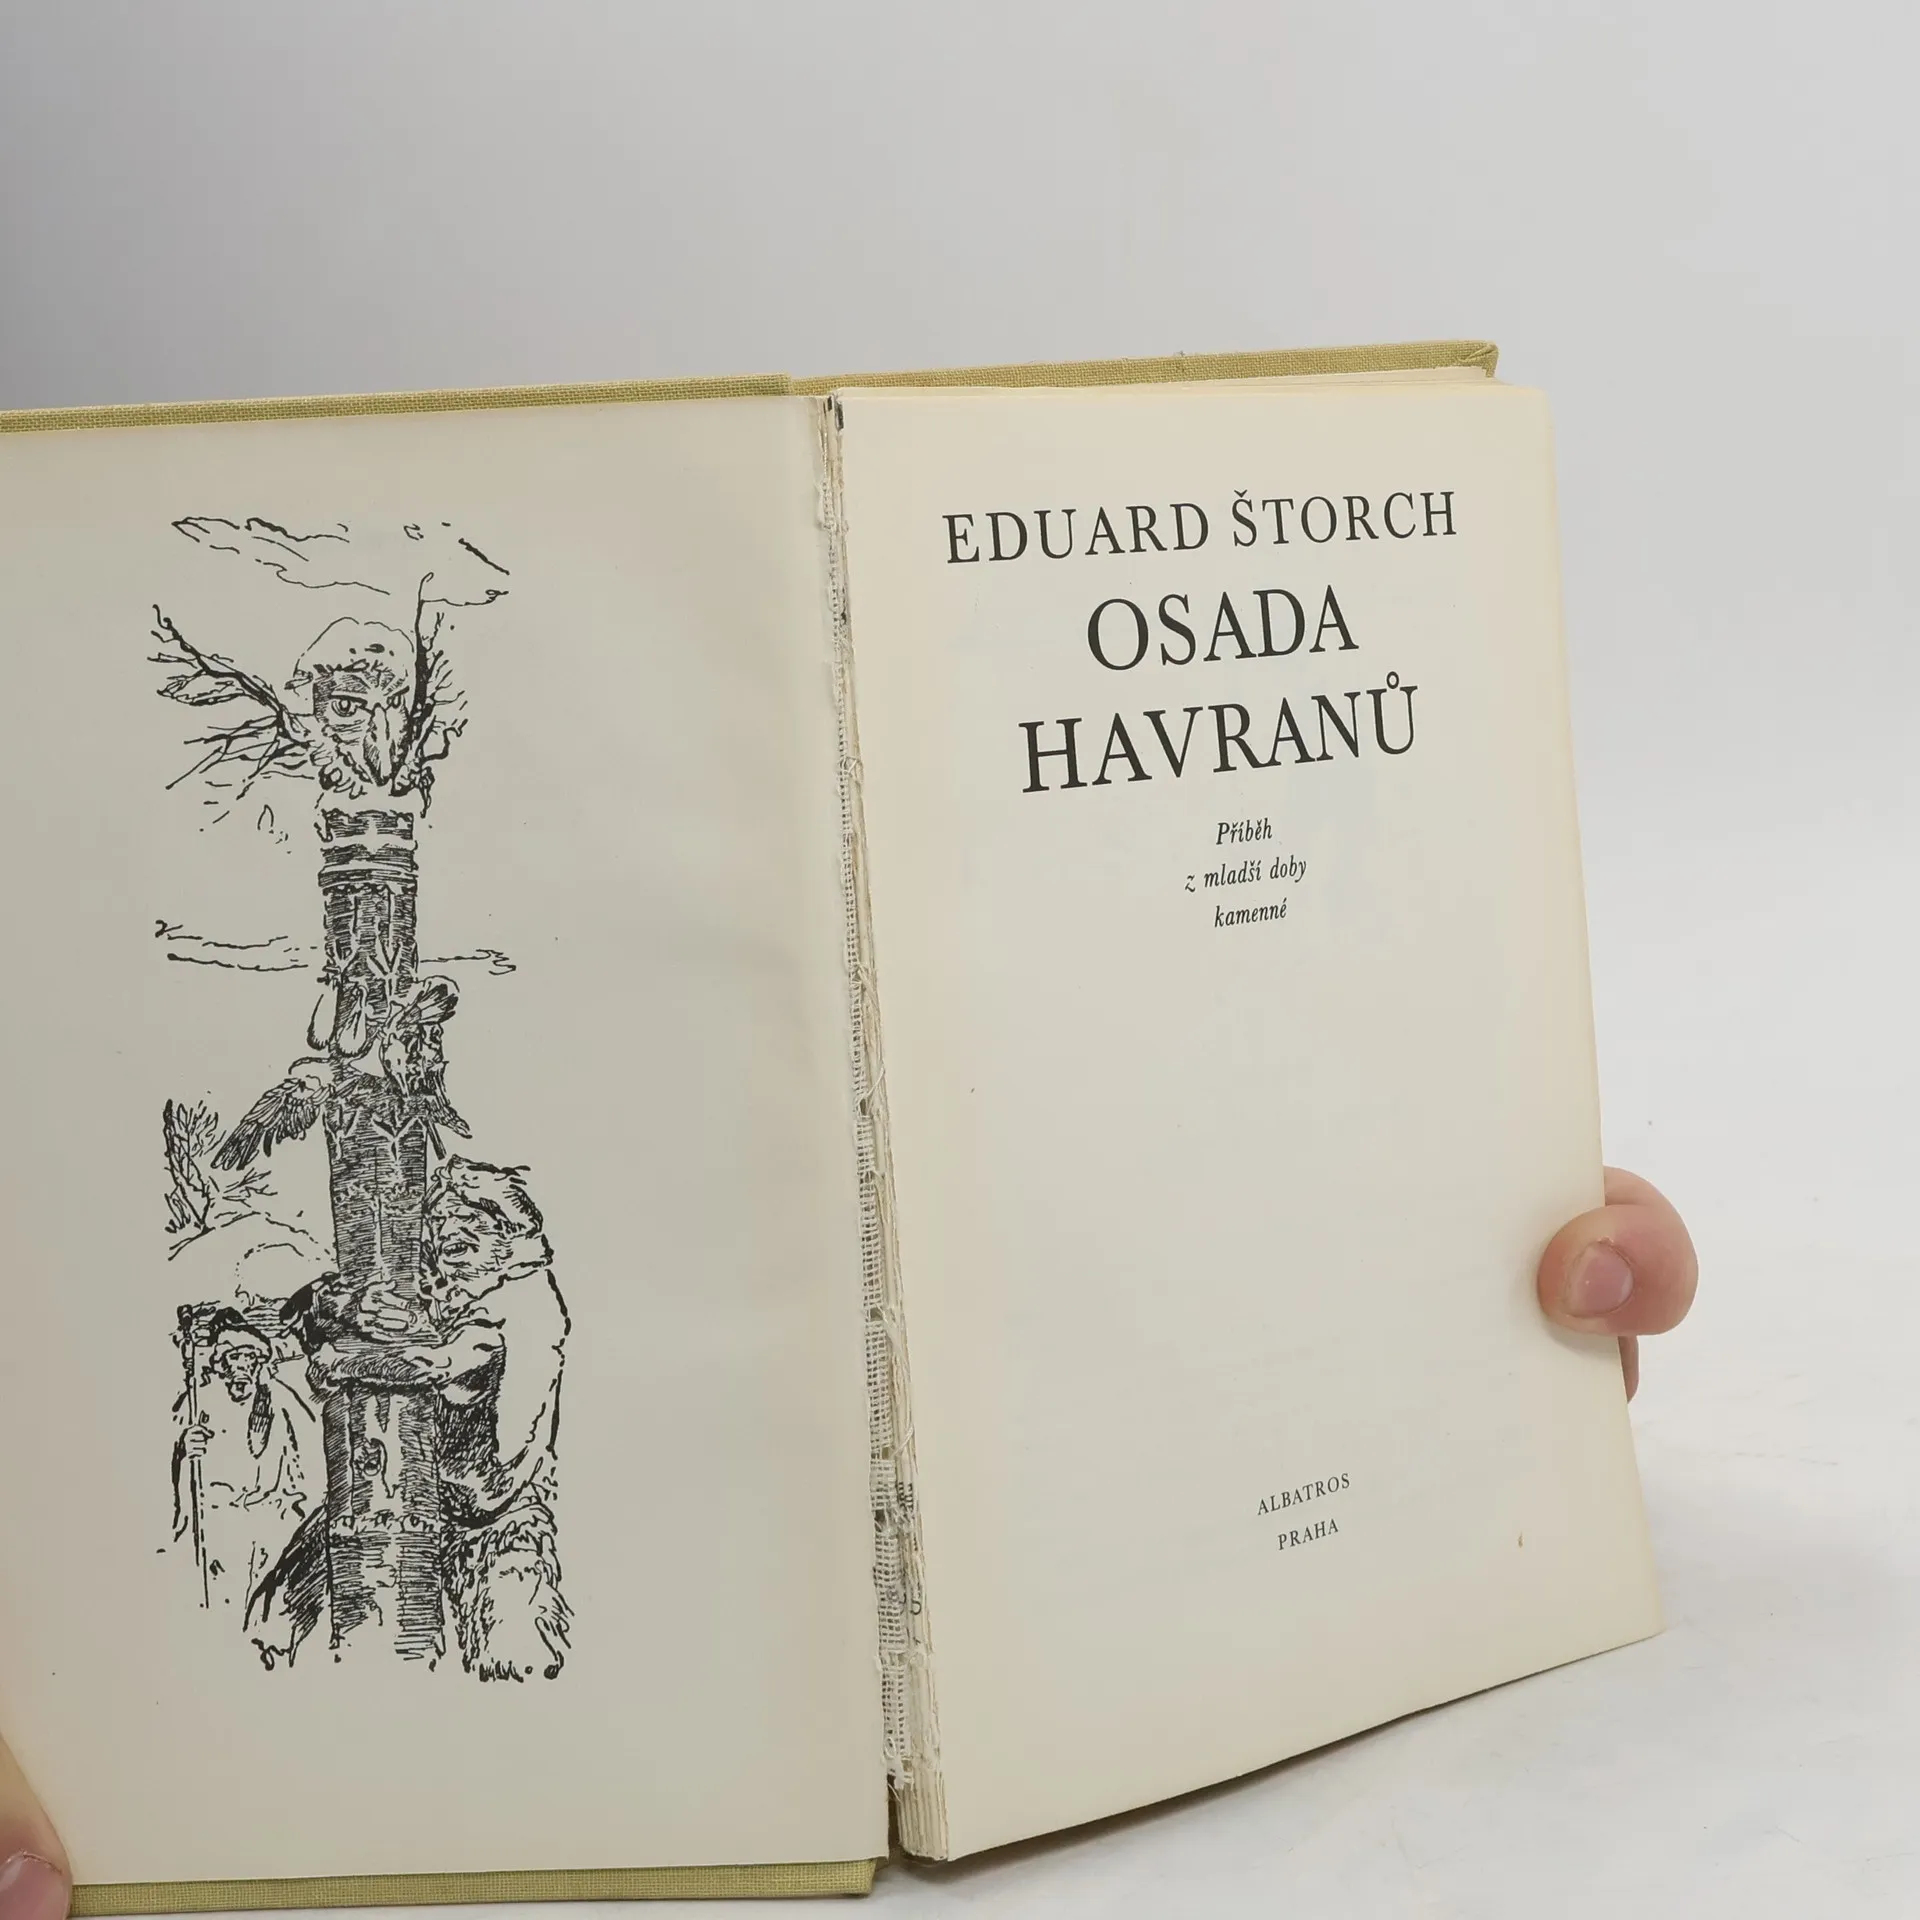 EDUARD ŠTORCH
OSADA
HAVRANŮ
Příběh
z mladší doby
kamenné
ALBATROS
PRAHA